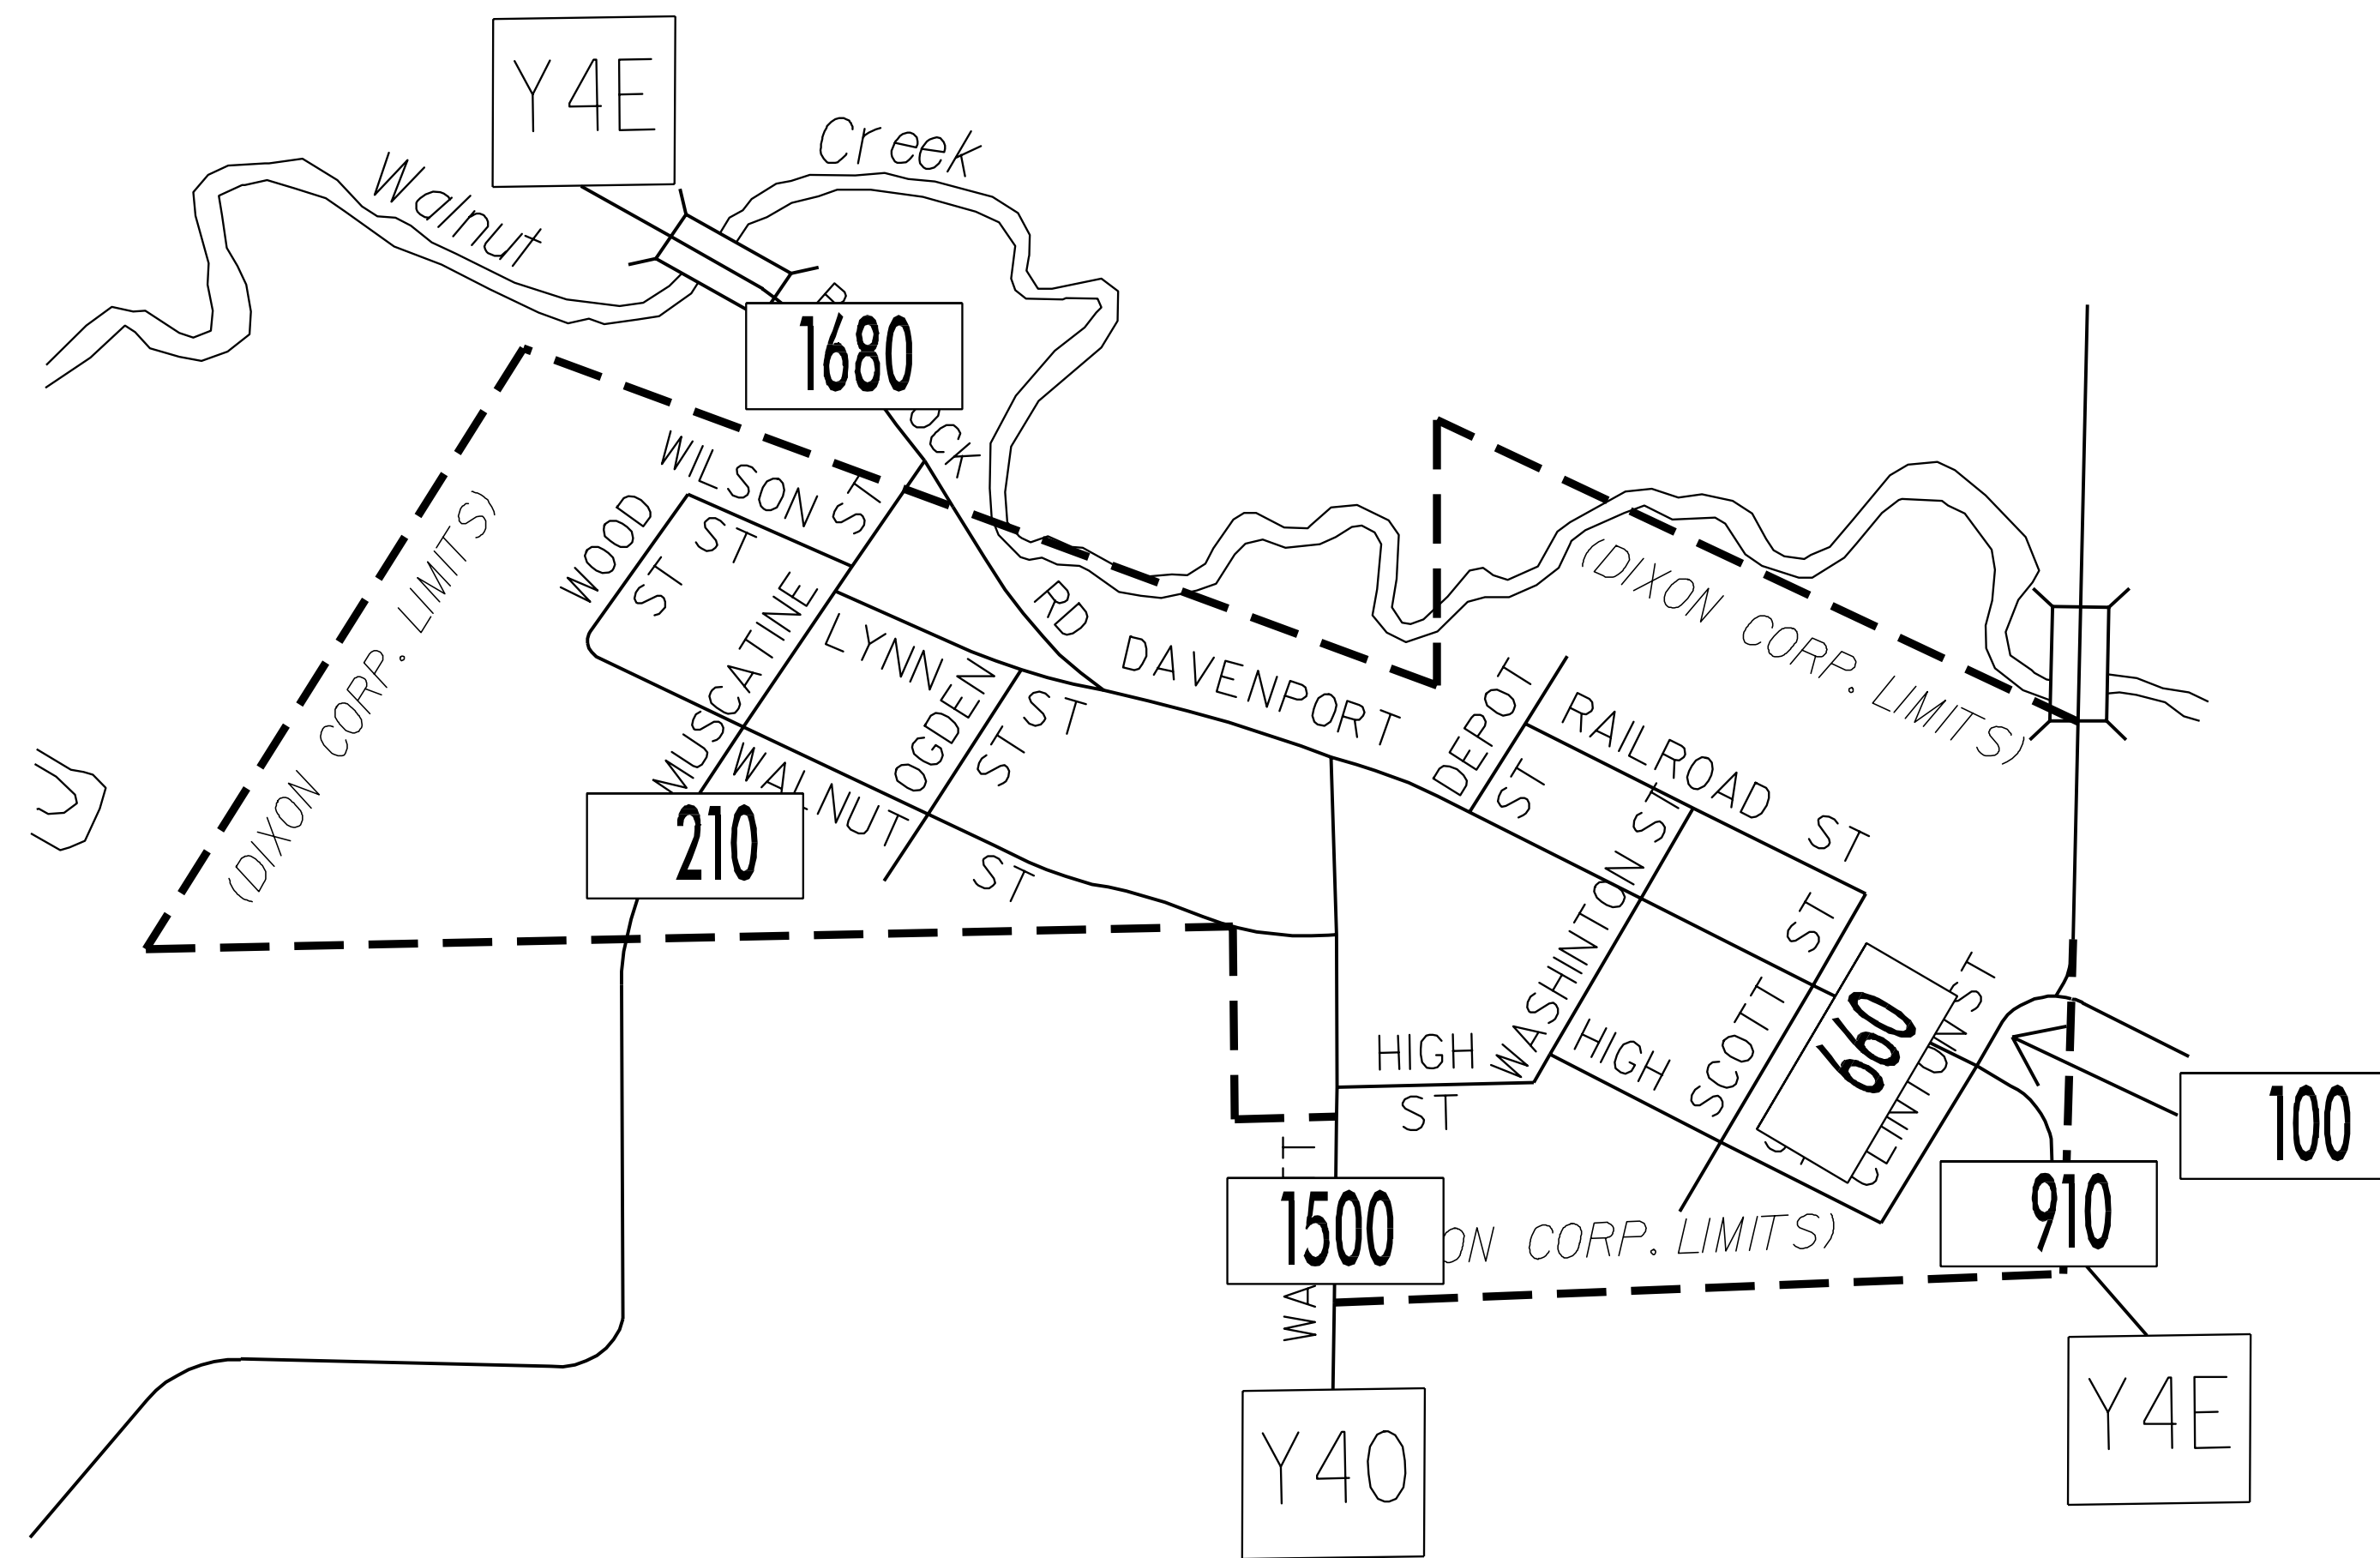 Y4E
Walnut
Creek
1680
WILSON ST
WOOD
ST
MUSCATINE
ST
LYNN
ST
OGDEN
ST
WALNUT
ST
RD
DAVENPORT
ST
DEPOT
ST
RAILROAD ST
(DIXON CORP. LIMITS)
(DIXON CORP. LIMITS)
210
WASHINTON ST
SCOTT ST
HIGH
ST
HIGH
CLINTON ST
660
100
910
1500
ON CORP. LIMITS)
Y4E
Y40